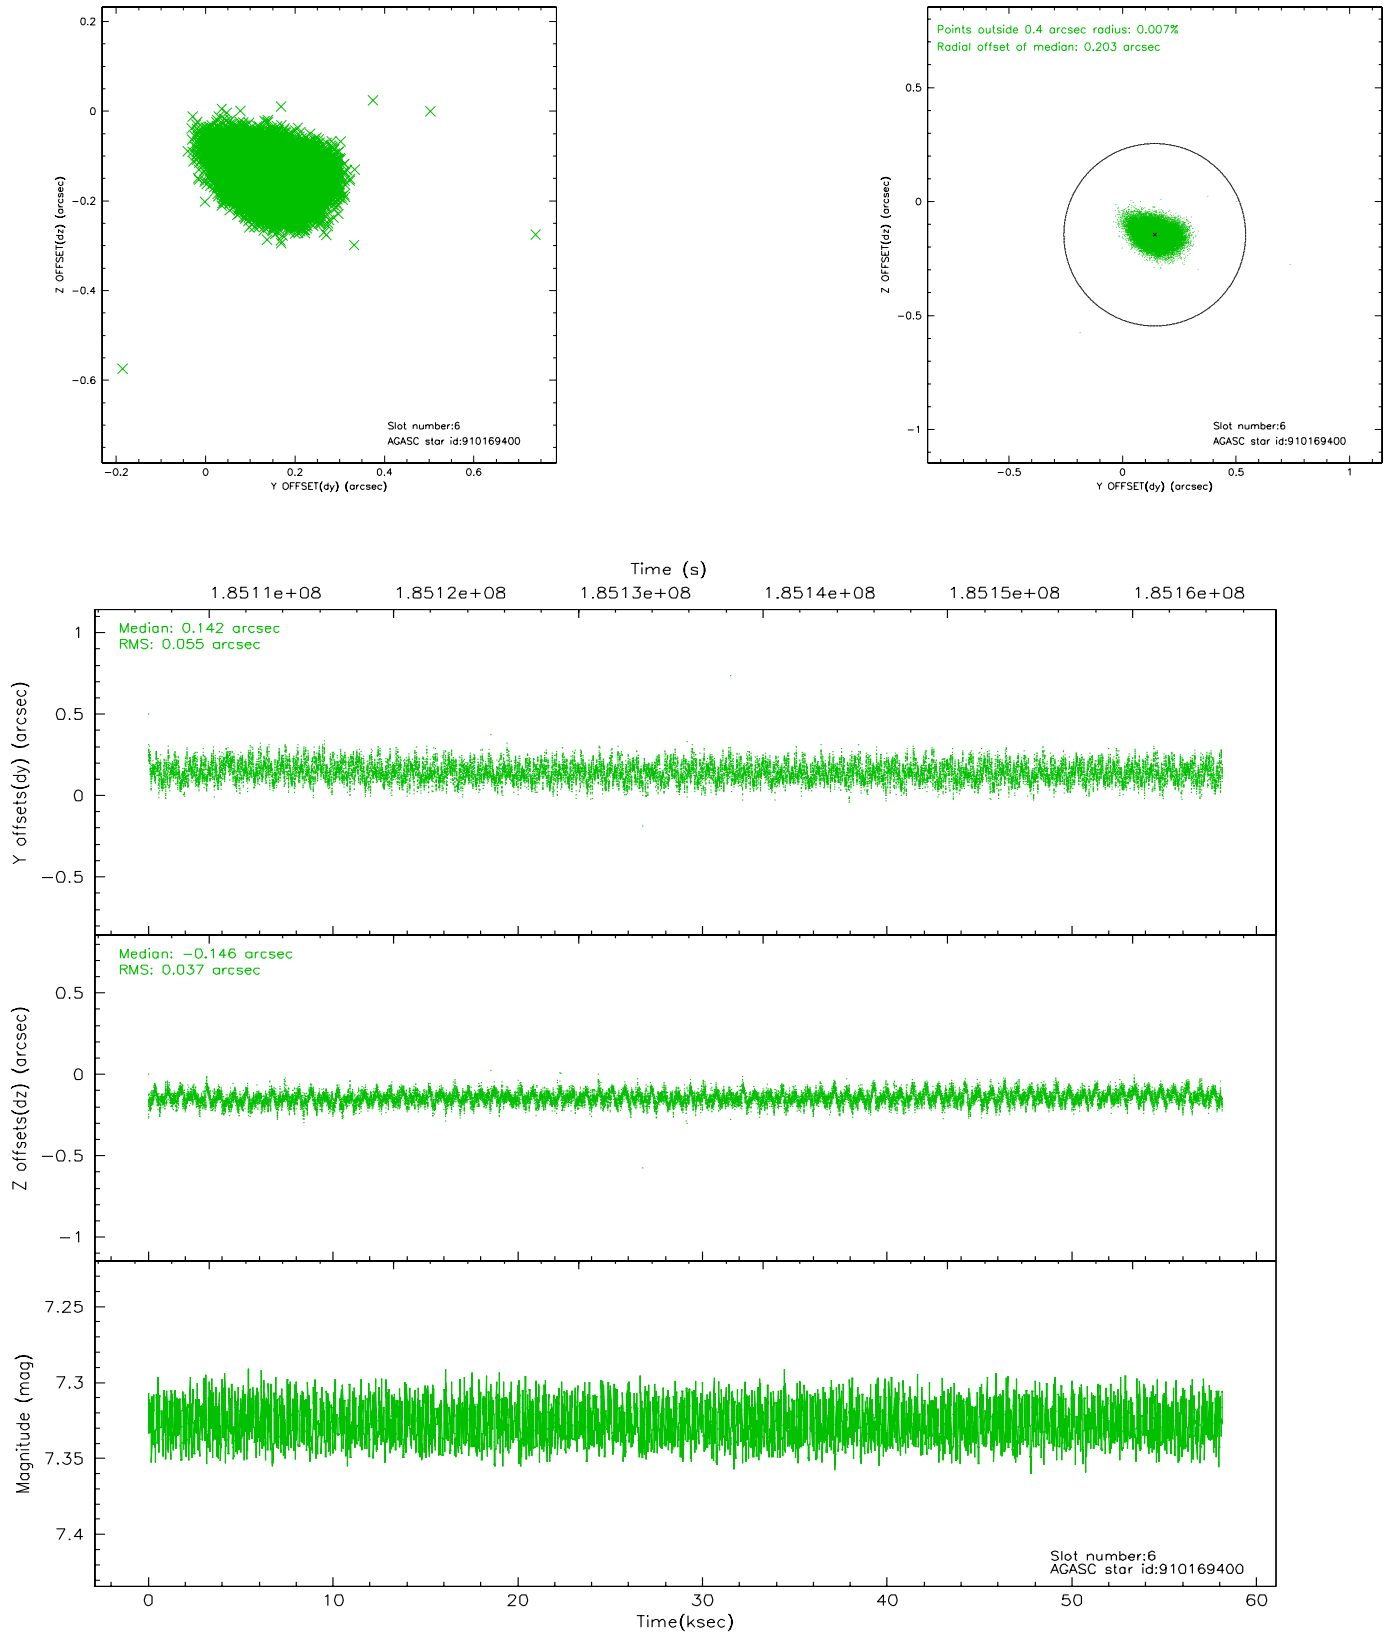 0.2
0
−0.2
−0.4
−0.6
Z OFFSET(dz) (arcsec)
Slot number:6
AGASC star id:910169400
−0.2 0 0.2 0.4 0.6
Y OFFSET(dy) (arcsec)
Points outside 0.4 arcsec radius: 0.007%
Radial offset of median: 0.203 arcsec
0.5
0
−0.5
−1
Z OFFSET(dz) (arcsec)
Slot number:6
AGASC star id:910169400
−0.5 0 0.5 1
Y OFFSET(dy) (arcsec)
Time (s)
1.8511e+08 1.8512e+08 1.8513e+08 1.8514e+08 1.8515e+08 1.8516e+08
Median: 0.142 arcsec
RMS: 0.055 arcsec
1
0.5
0
−0.5
Y offsets(dy) (arcsec)
Median: −0.146 arcsec
RMS: 0.037 arcsec
0.5
0
−0.5
−1
Z offsets(dz) (arcsec)
7.25
7.3
7.35
7.4
Magnitude (mag)
Slot number:6
AGASC star id:910169400
0 10 20 30 40 50 60
Time(ksec)